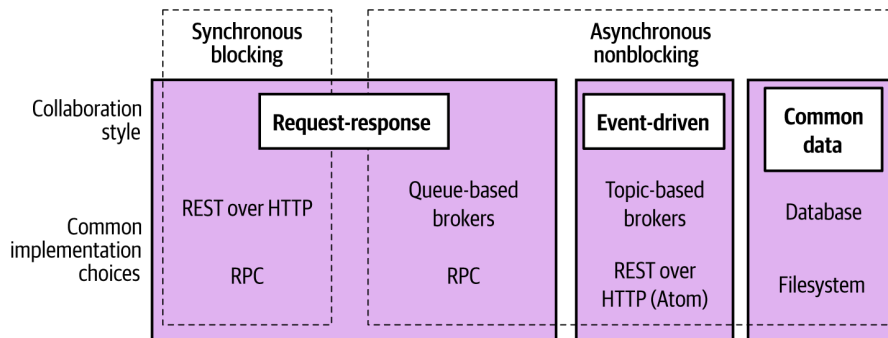 Synchronous
blocking
Asynchronous
nonblocking
Collaboration
style
Request-response
Event-driven
Common
data
Common
implementation
choices
REST over HTTP
Queue-based
brokers
Topic-based
brokers
Database
RPC
RPC
REST over
HTTP (Atom)
Filesystem